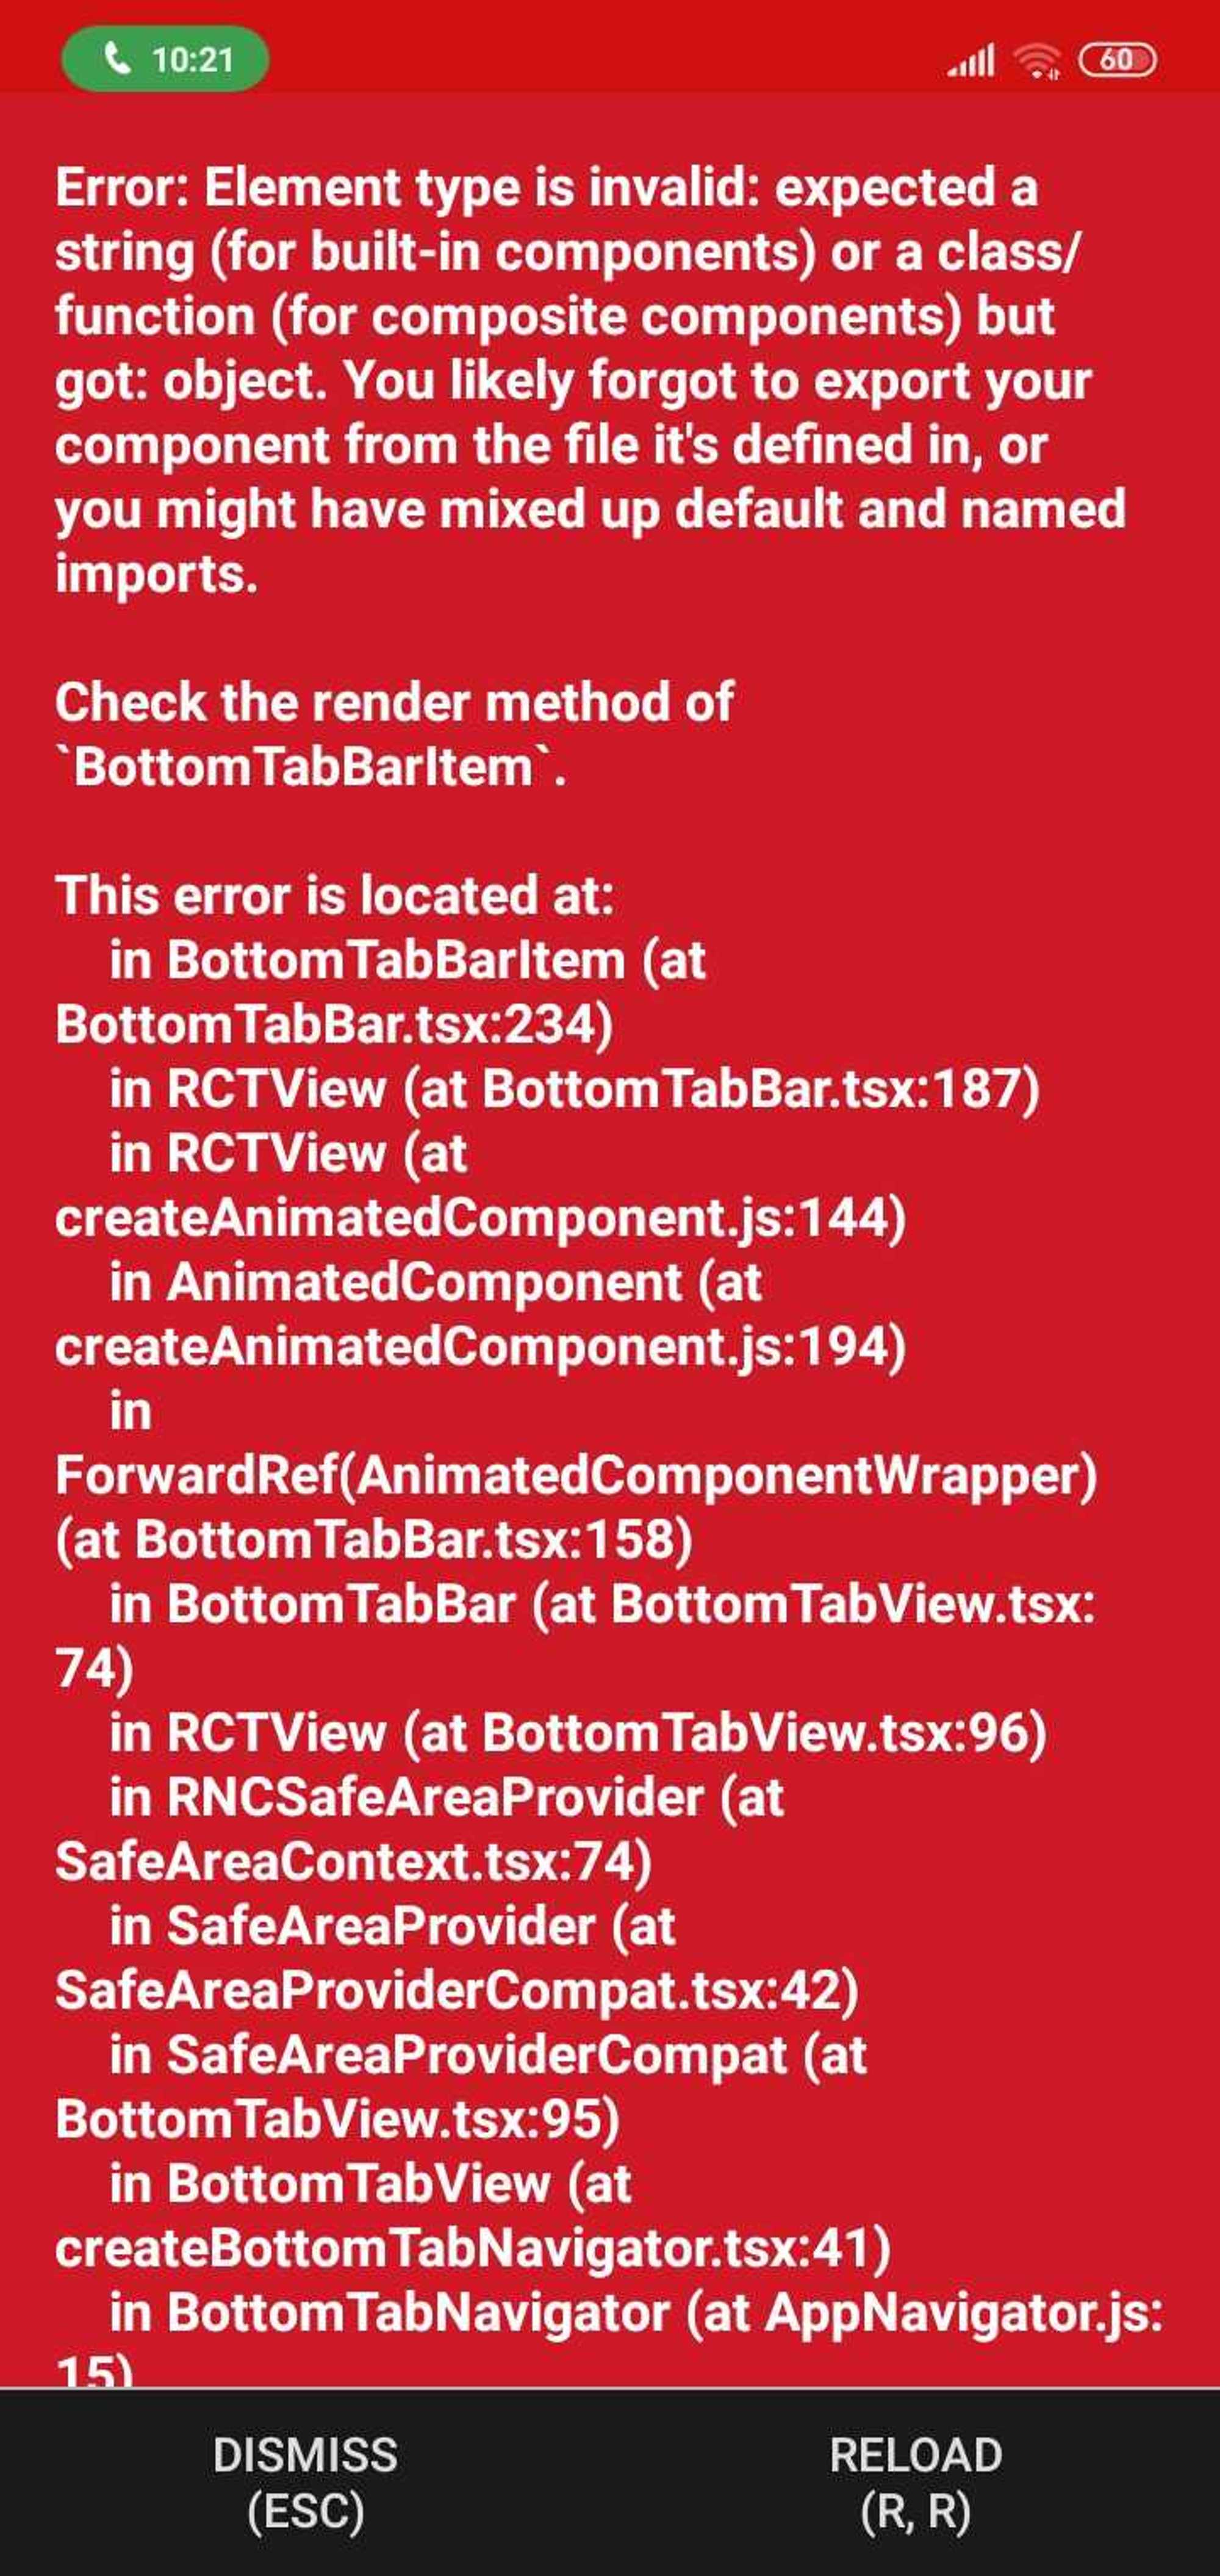 10:21
60
Error: Element type is invalid: expected a
string (for built-in components) or a class/
function (for composite components) but
got: object. You likely forgot to export your
component from the file it's defined in, or
you might have mixed up default and named
imports.
Check the render method of
`BottomTabBarItem`.
This error is located at:
in BottomTabBarItem (at
BottomTabBar.tsx:234)
in RCTView (at BottomTabBar.tsx:187)
in RCTView (at
createAnimatedComponent.js:144)
in AnimatedComponent (at
createAnimatedComponent.js:194)
in
ForwardRef(AnimatedComponentWrapper)
(at BottomTabBar.tsx:158)
in BottomTabBar (at BottomTabView.tsx:
74)
in RCTView (at BottomTabView.tsx:96)
in RNCSafeAreaProvider (at
SafeAreaContext.tsx:74)
in SafeAreaProvider (at
SafeAreaProviderCompat.tsx:42)
in SafeAreaProviderCompat (at
BottomTabView.tsx:95)
in BottomTabView (at
createBottomTabNavigator.tsx:41)
in BottomTabNavigator (at AppNavigator.js:
15)
DISMISS
(ESC)
RELOAD
(R, R)